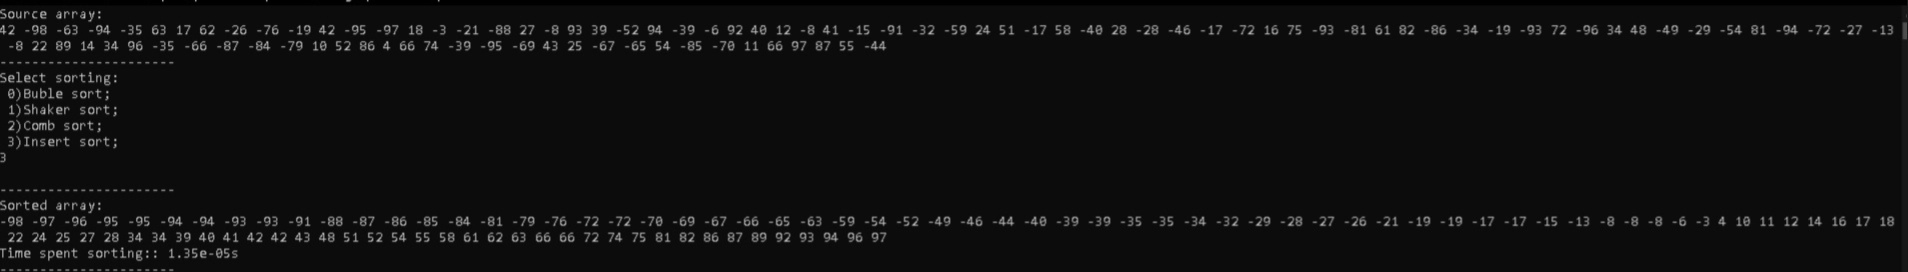 Source array:
42 -98 -63 -94 -35 63 17 62 -26 -76 -19 42 -95 -97 18 -3 -21 -88 27 -8 93 39 -52 94 -39 -6 92 40 12 -8 41 -15 -91 -32 -59 24 51 -17 58 -40 28 -28 -46 -17 -72 16 75 -93 -81 61 82 -86 -34 -19 -93 72 -96 34 48 -49 -29 -54 81 -94 -72 -27 -13
-8 22 89 14 34 96 -35 -66 -87 -84 -79 10 52 86 4 66 74 -39 -95 -69 43 25 -67 -65 54 -85 -70 11 66 97 87 55 -44
----------------------
Select sorting:
0)Buble sort;
1)Shaker sort;
2)Comb sort;
3)Insert sort;
3
----------------------
Sorted array:
-98 -97 -96 -95 -95 -94 -94 -93 -93 -91 -88 -87 -86 -85 -84 -81 -79 -76 -72 -72 -70 -69 -67 -66 -65 -63 -59 -54 -52 -49 -46 -44 -40 -39 -39 -35 -35 -34 -32 -29 -28 -27 -26 -21 -19 -19 -17 -17 -15 -13 -8 -8 -8 -6 -3 4 10 11 12 14 16 17 18
22 24 25 27 28 34 34 39 40 41 42 42 43 48 51 52 54 55 58 61 62 63 66 66 72 74 75 81 82 86 87 89 92 93 94 96 97
Time spent sorting:: 1.35e-05s
----------------------